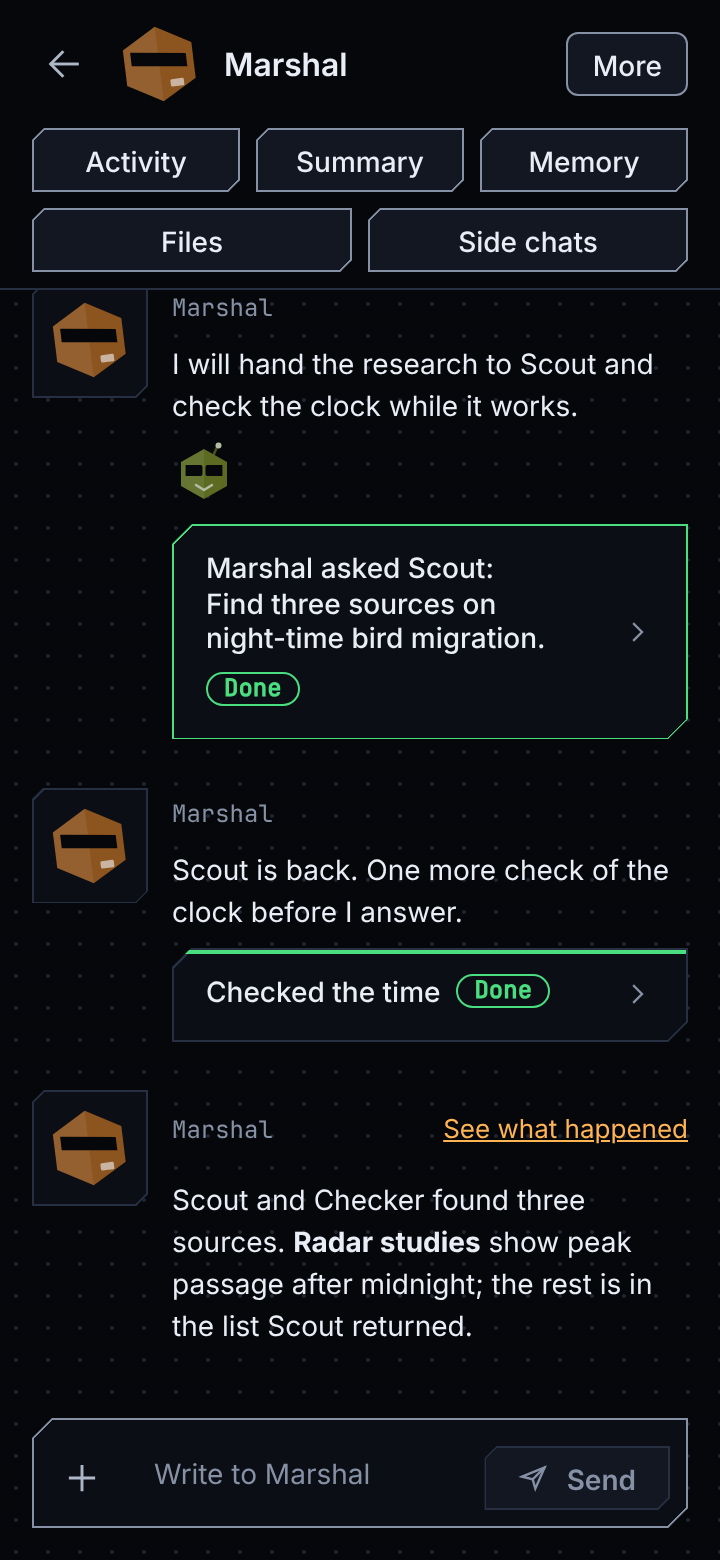 Marshal
More
Activity
Summary
Memory
Files
Side chats
Marshal
I will hand the research to Scout and
check the clock while it works.
Marshal asked Scout:
Find three sources on
night-time bird migration.
Done
Marshal
Scout is back. One more check of the
clock before I answer.
Checked the time
Done
Marshal
See what happened
Scout and Checker found three
sources. Radar studies show peak
passage after midnight; the rest is in
the list Scout returned.
Write to Marshal
Send